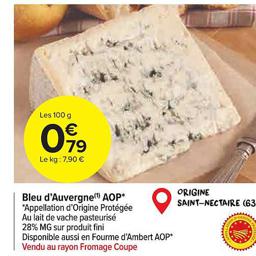 Les 100 g
0€79
Le kg : 7,90 €
Bleu d'Auvergne(1) AOP*
*Appellation d'Origine Protégée
Au lait de vache pasteurisé
28% MG sur produit fini
Disponible aussi en Fourme d'Ambert AOP*
Vendu au rayon Fromage Coupe
ORIGINE
SAINT-NECTAIRE (63